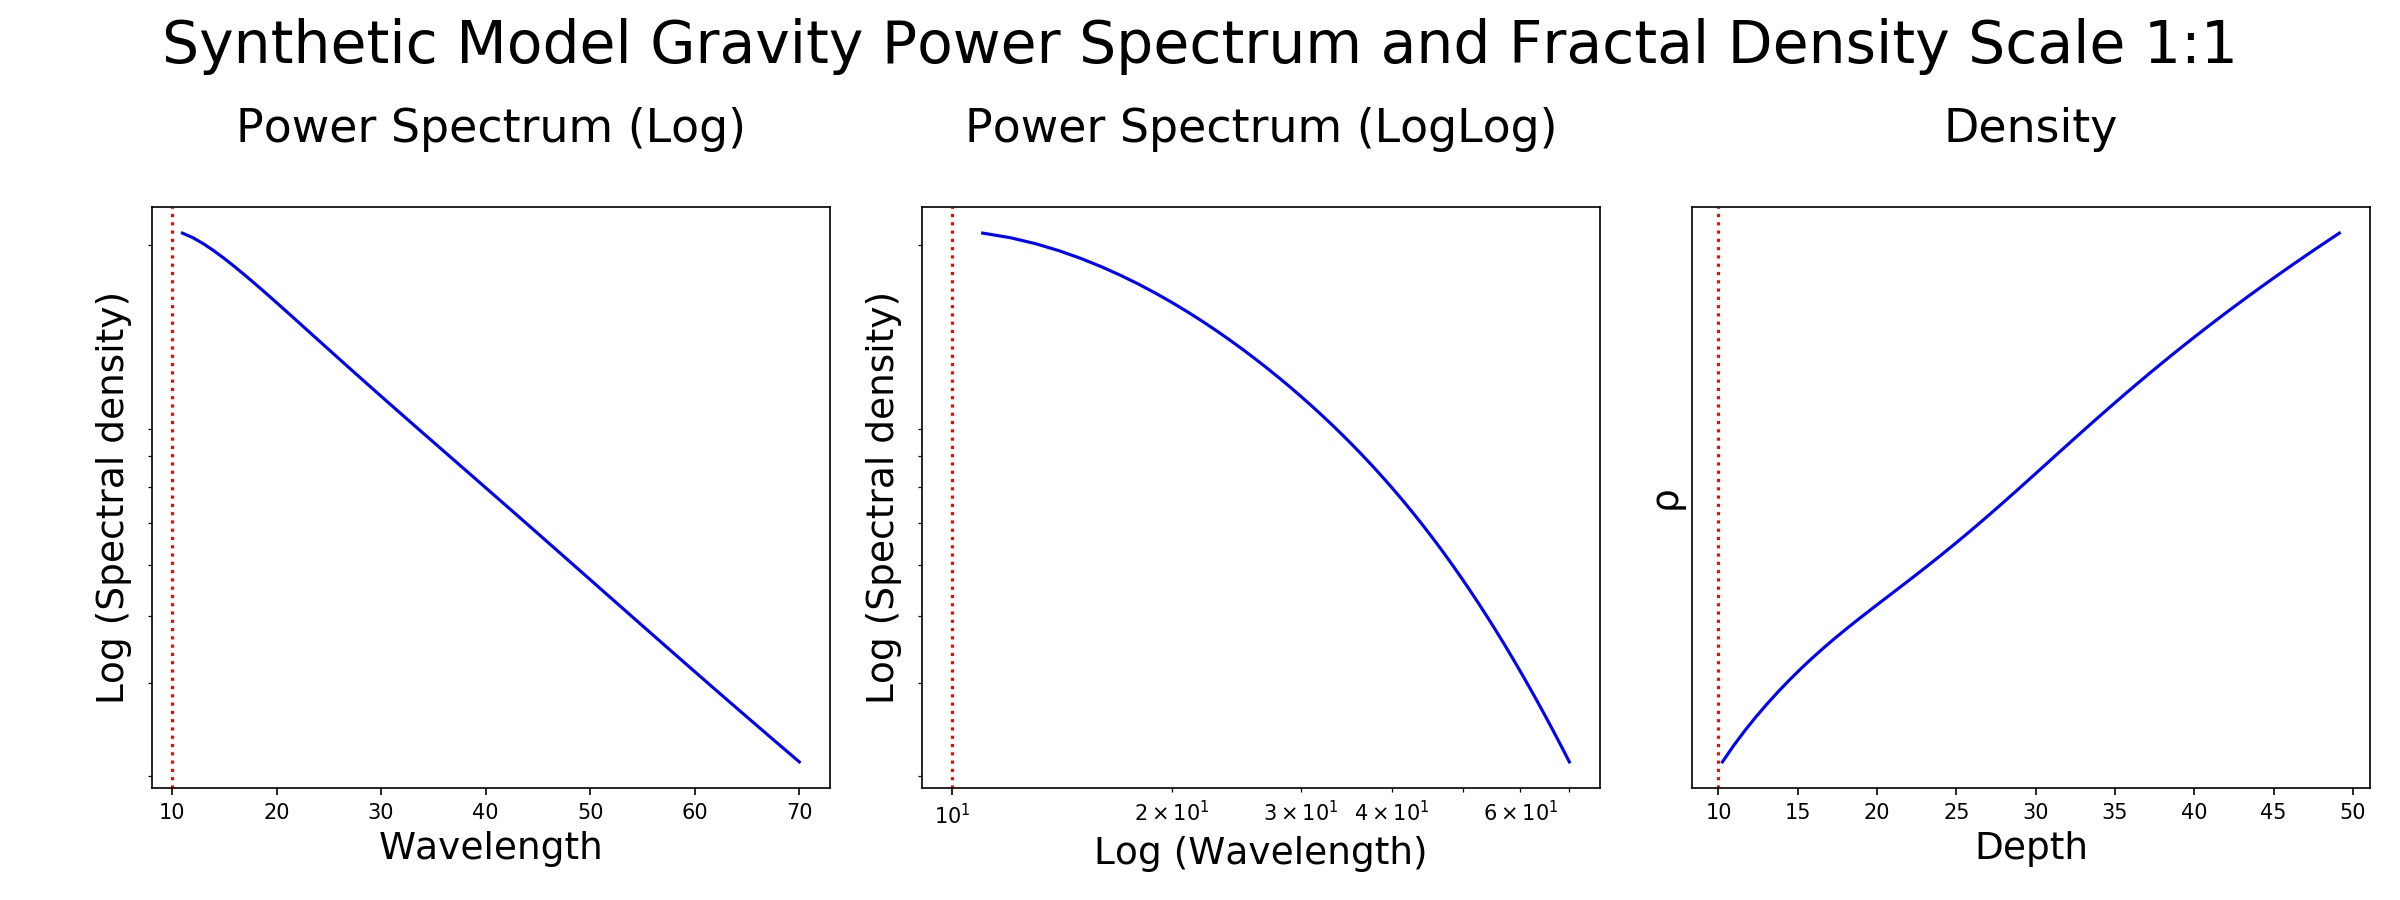 Synthetic Model Gravity Power Spectrum and Fractal Density Scale 1:1
Power Spectrum (Log)
Log (Spectral density)
10 20 30 40 50 60 70
Wavelength
Power Spectrum (LogLog)
Log (Spectral density)
10¹ 2 × 10¹ 3 × 10¹ 4 × 10¹ 6 × 10¹
Log (Wavelength)
Density
ρ
10 15 20 25 30 35 40 45 50
Depth